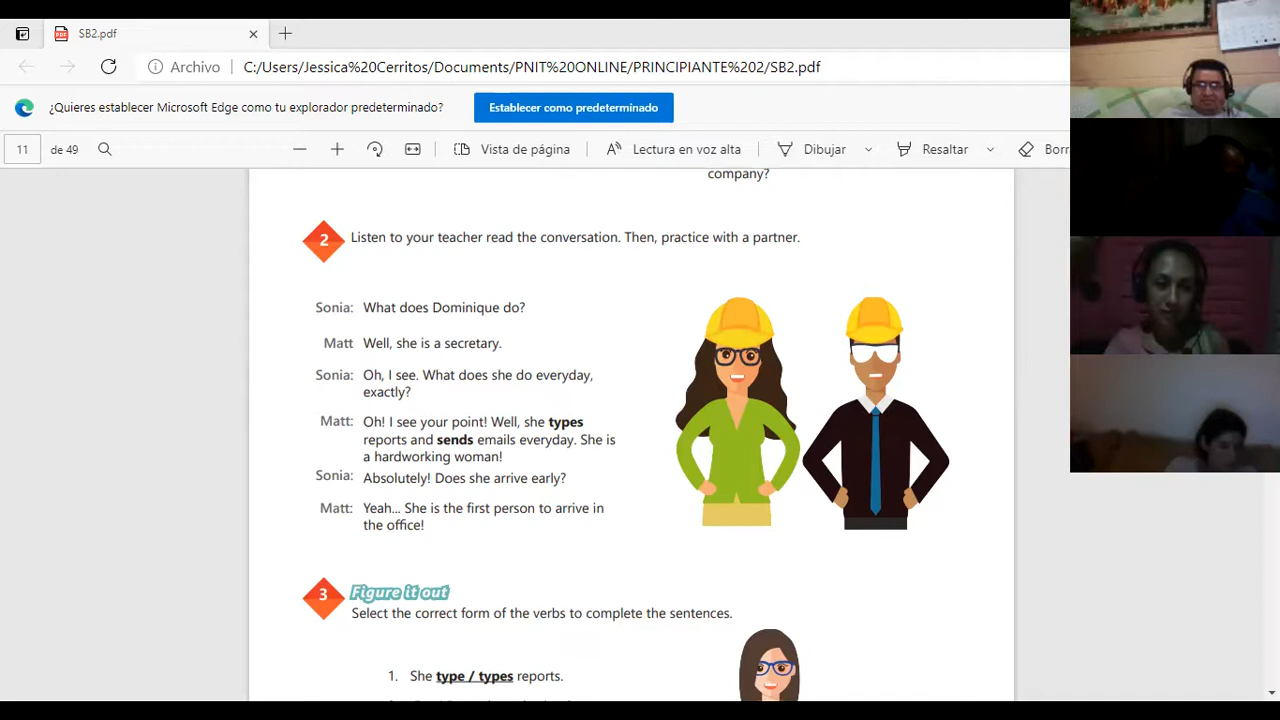 SB2.pdf
Archivo C:/Users/Jessica%20Cerritos/Documents/PNIT%20ONLINE/PRINCIPIANTE%202/SB2.pdf
¿Quieres establecer Microsoft Edge como tu explorador predeterminado? Establecer como predeterminado
11 de 49 Vista de página Lectura en voz alta Dibujar Resaltar Borr
company?
2 Listen to your teacher read the conversation. Then, practice with a partner.
Sonia: What does Dominique do?
Matt Well, she is a secretary.
Sonia: Oh, I see. What does she do everyday,
exactly?
Matt: Oh! I see your point! Well, she types
reports and sends emails everyday. She is
a hardworking woman!
Sonia: Absolutely! Does she arrive early?
Matt: Yeah... She is the first person to arrive in
the office!
3 Figure it out
Select the correct form of the verbs to complete the sentences.
1. She type / types reports.